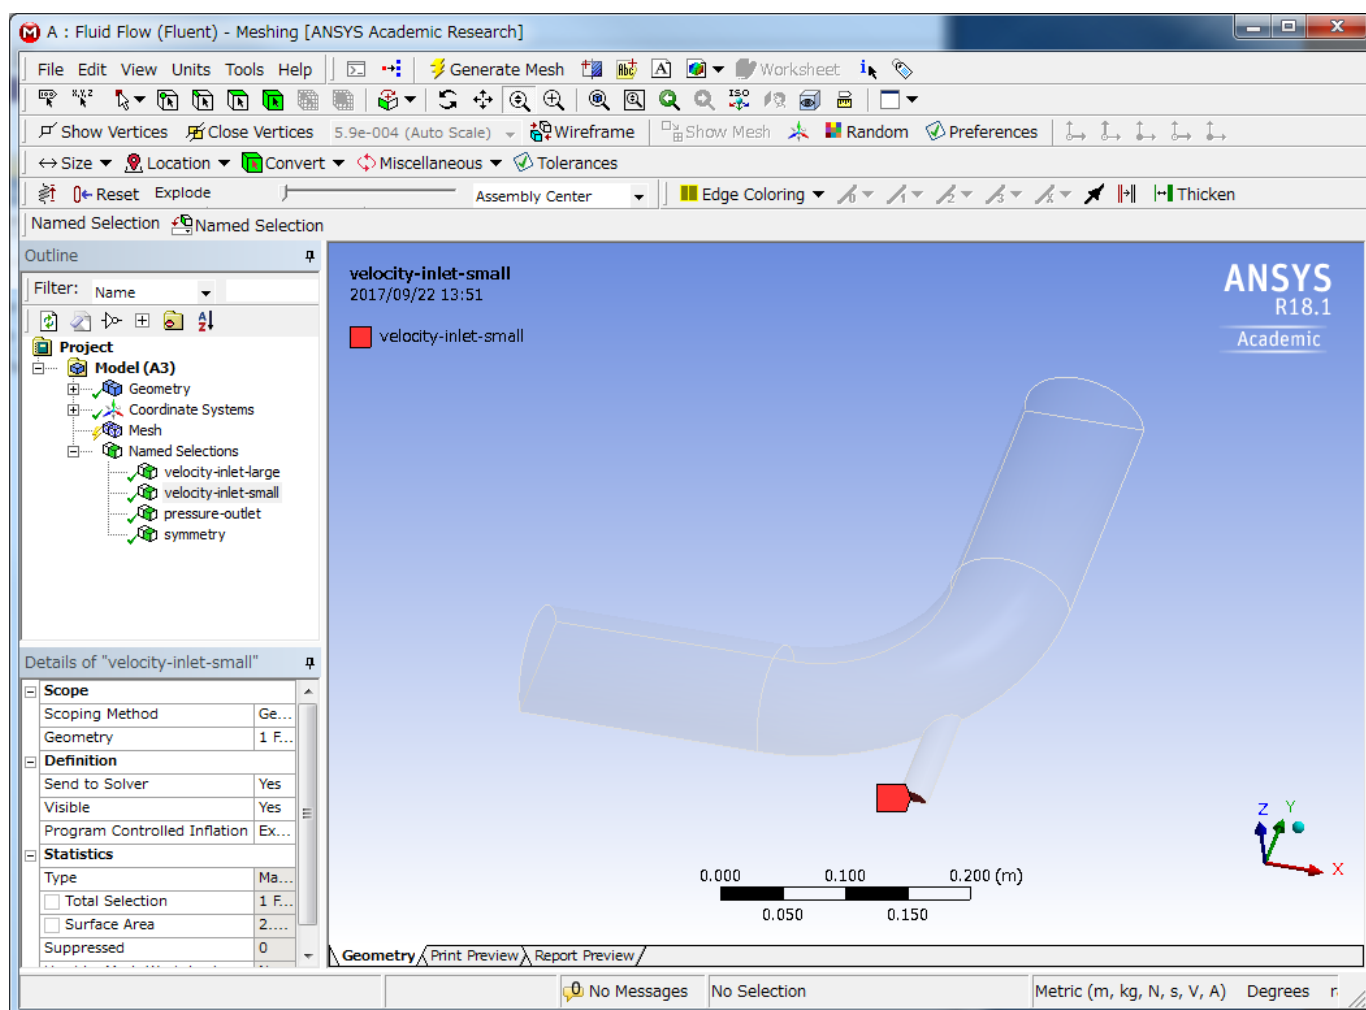 A : Fluid Flow (Fluent) - Meshing [ANSYS Academic Research]
File Edit View Units Tools Help Generate Mesh Worksheet
Show Vertices Close Vertices 5.9e-004 (Auto Scale) Wireframe Show Mesh Random Preferences
Size Location Convert Miscellaneous Tolerances
Reset Explode Assembly Center Edge Coloring Thicken
Named Selection Named Selection
Outline
Filter: Name
Project
Model (A3)
Geometry
Coordinate Systems
Mesh
Named Selections
velocity-inlet-large
velocity-inlet-small
pressure-outlet
symmetry
Details of "velocity-inlet-small"
Scope
Scoping Method Ge...
Geometry 1 F...
Definition
Send to Solver Yes
Visible Yes
Program Controlled Inflation Ex...
Statistics
Type Ma...
Total Selection 1 F...
Surface Area 2....
Suppressed 0
velocity-inlet-small
2017/09/22 13:51
velocity-inlet-small
ANSYS
R18.1
Academic
0.000 0.100 0.200 (m)
0.050 0.150
Z Y
X
Geometry Print Preview Report Preview
0 No Messages No Selection Metric (m, kg, N, s, V, A) Degrees